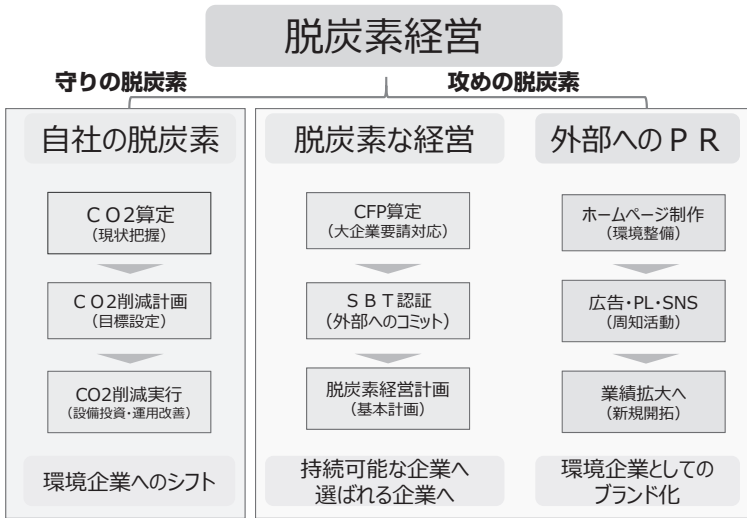 脱炭素経営
守りの脱炭素
攻めの脱炭素
自社の脱炭素
ＣＯ２算定
（現状把握）
ＣＯ２削減計画
（目標設定）
CO2削減実行
（設備投資・運用改善）
環境企業へのシフト
脱炭素な経営
CFP算定
（大企業要請対応）
ＳＢＴ認証
（外部へのコミット）
脱炭素経営計画
（基本計画）
持続可能な企業へ
選ばれる企業へ
外部へのＰＲ
ホームページ制作
（環境整備）
広告・PL・SNS
（周知活動）
業績拡大へ
（新規開拓）
環境企業としての
ブランド化